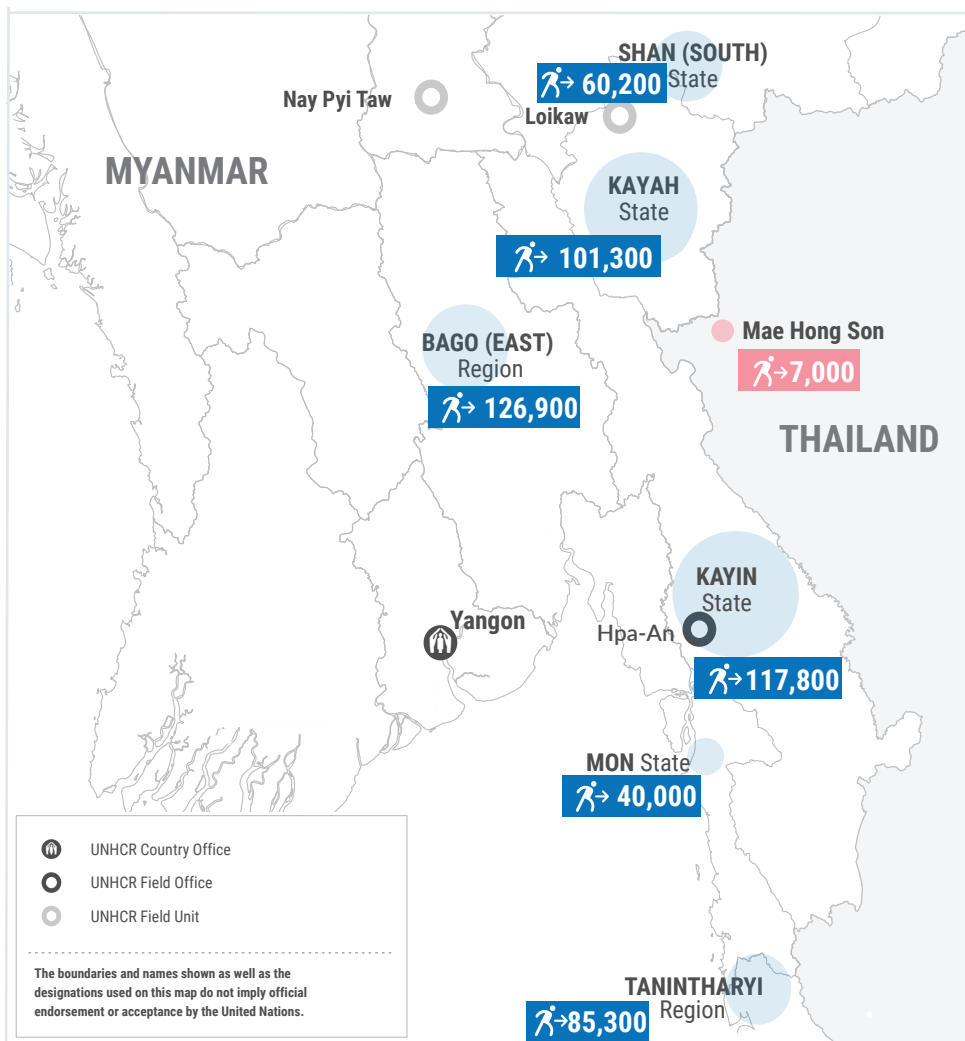 SHAN (SOUTH)
State
60,200
Nay Pyi Taw
Loikaw
MYANMAR
KAYAH
State
101,300
Mae Hong Son
7,000
BAGO (EAST)
Region
126,900
THAILAND
KAYIN
State
Yangon
Hpa-An
117,800
MON State
40,000
UNHCR Country Office
UNHCR Field Office
UNHCR Field Unit
The boundaries and names shown as well as the
designations used on this map do not imply official
endorsement or acceptance by the United Nations.
TANINTHARYI
Region
85,300